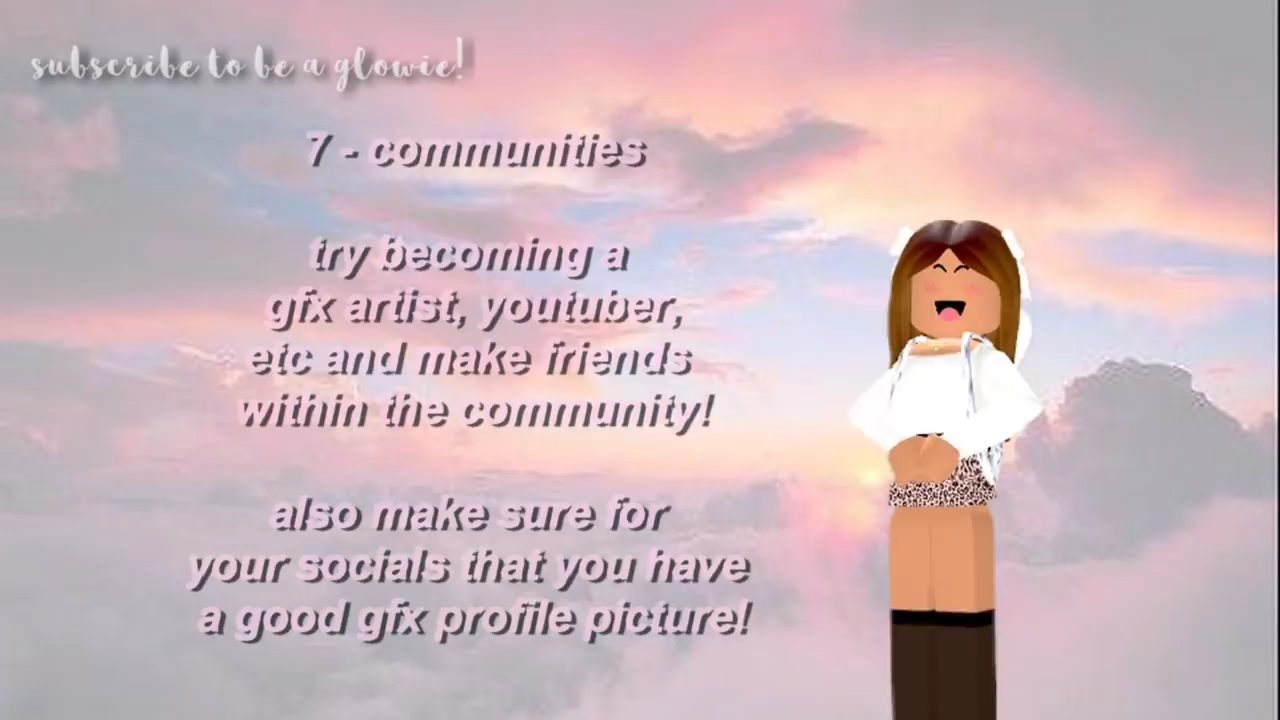 subscribe to be a glowie!
7 - communities
try becoming a
gfx artist, youtuber,
etc and make friends
within the community!
also make sure for
your socials that you have
a good gfx profile picture!